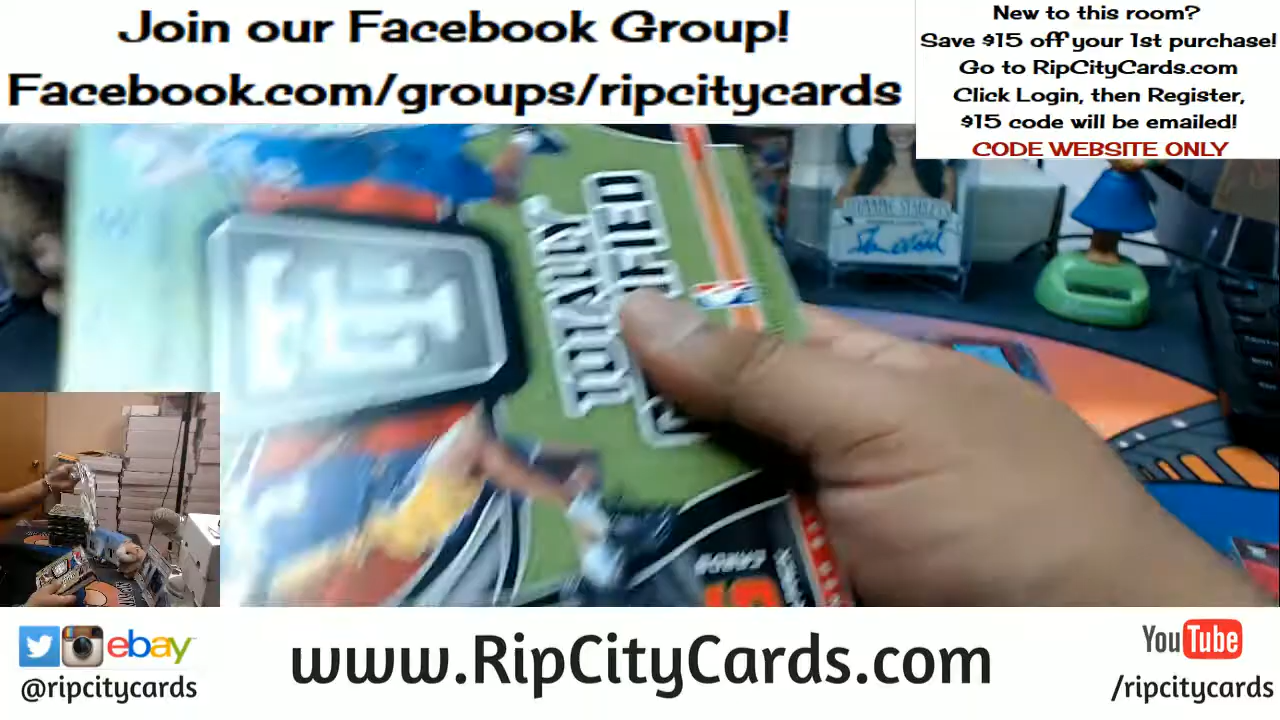 Join our Facebook Group!
Facebook.com/groups/ripcitycards
New to this room?
Save $15 off your 1st purchase!
Go to RipCityCards.com
Click Login, then Register,
$15 code will be emailed!
CODE WEBSITE ONLY
TOTALLY
ebay
@ripcitycards
www.RipCityCards.com
YouTube
/ripcitycards